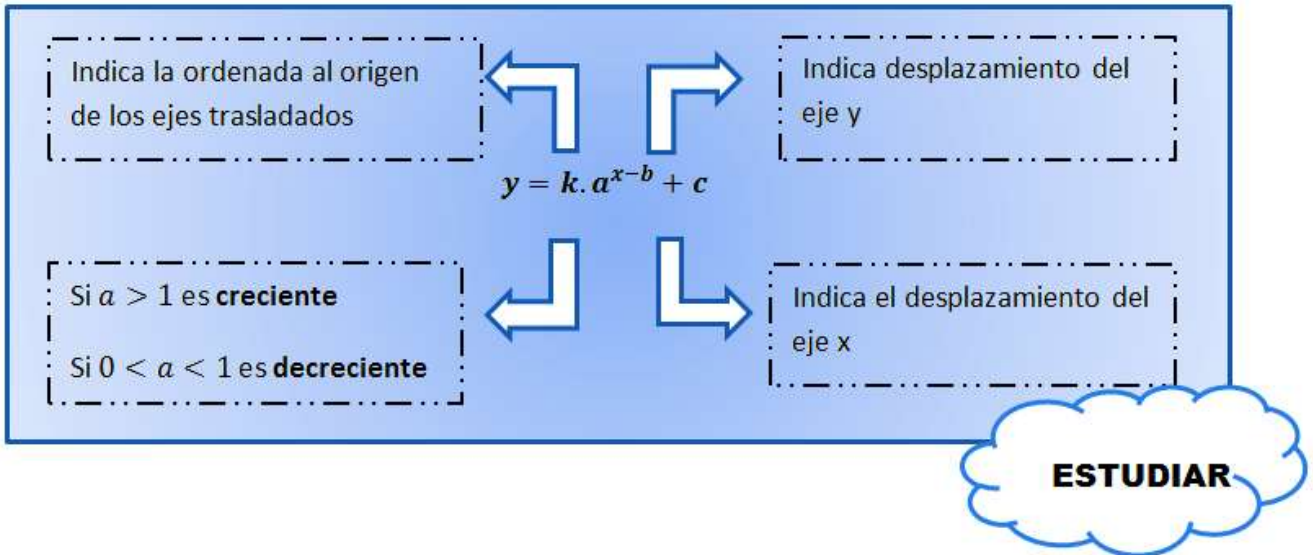 Indica la ordenada al origen
de los ejes trasladados
Indica desplazamiento del
eje y
y = k. a^{x-b} + c
Si a > 1 es creciente
Si 0 < a < 1 es decreciente
Indica el desplazamiento del
eje x
ESTUDIAR